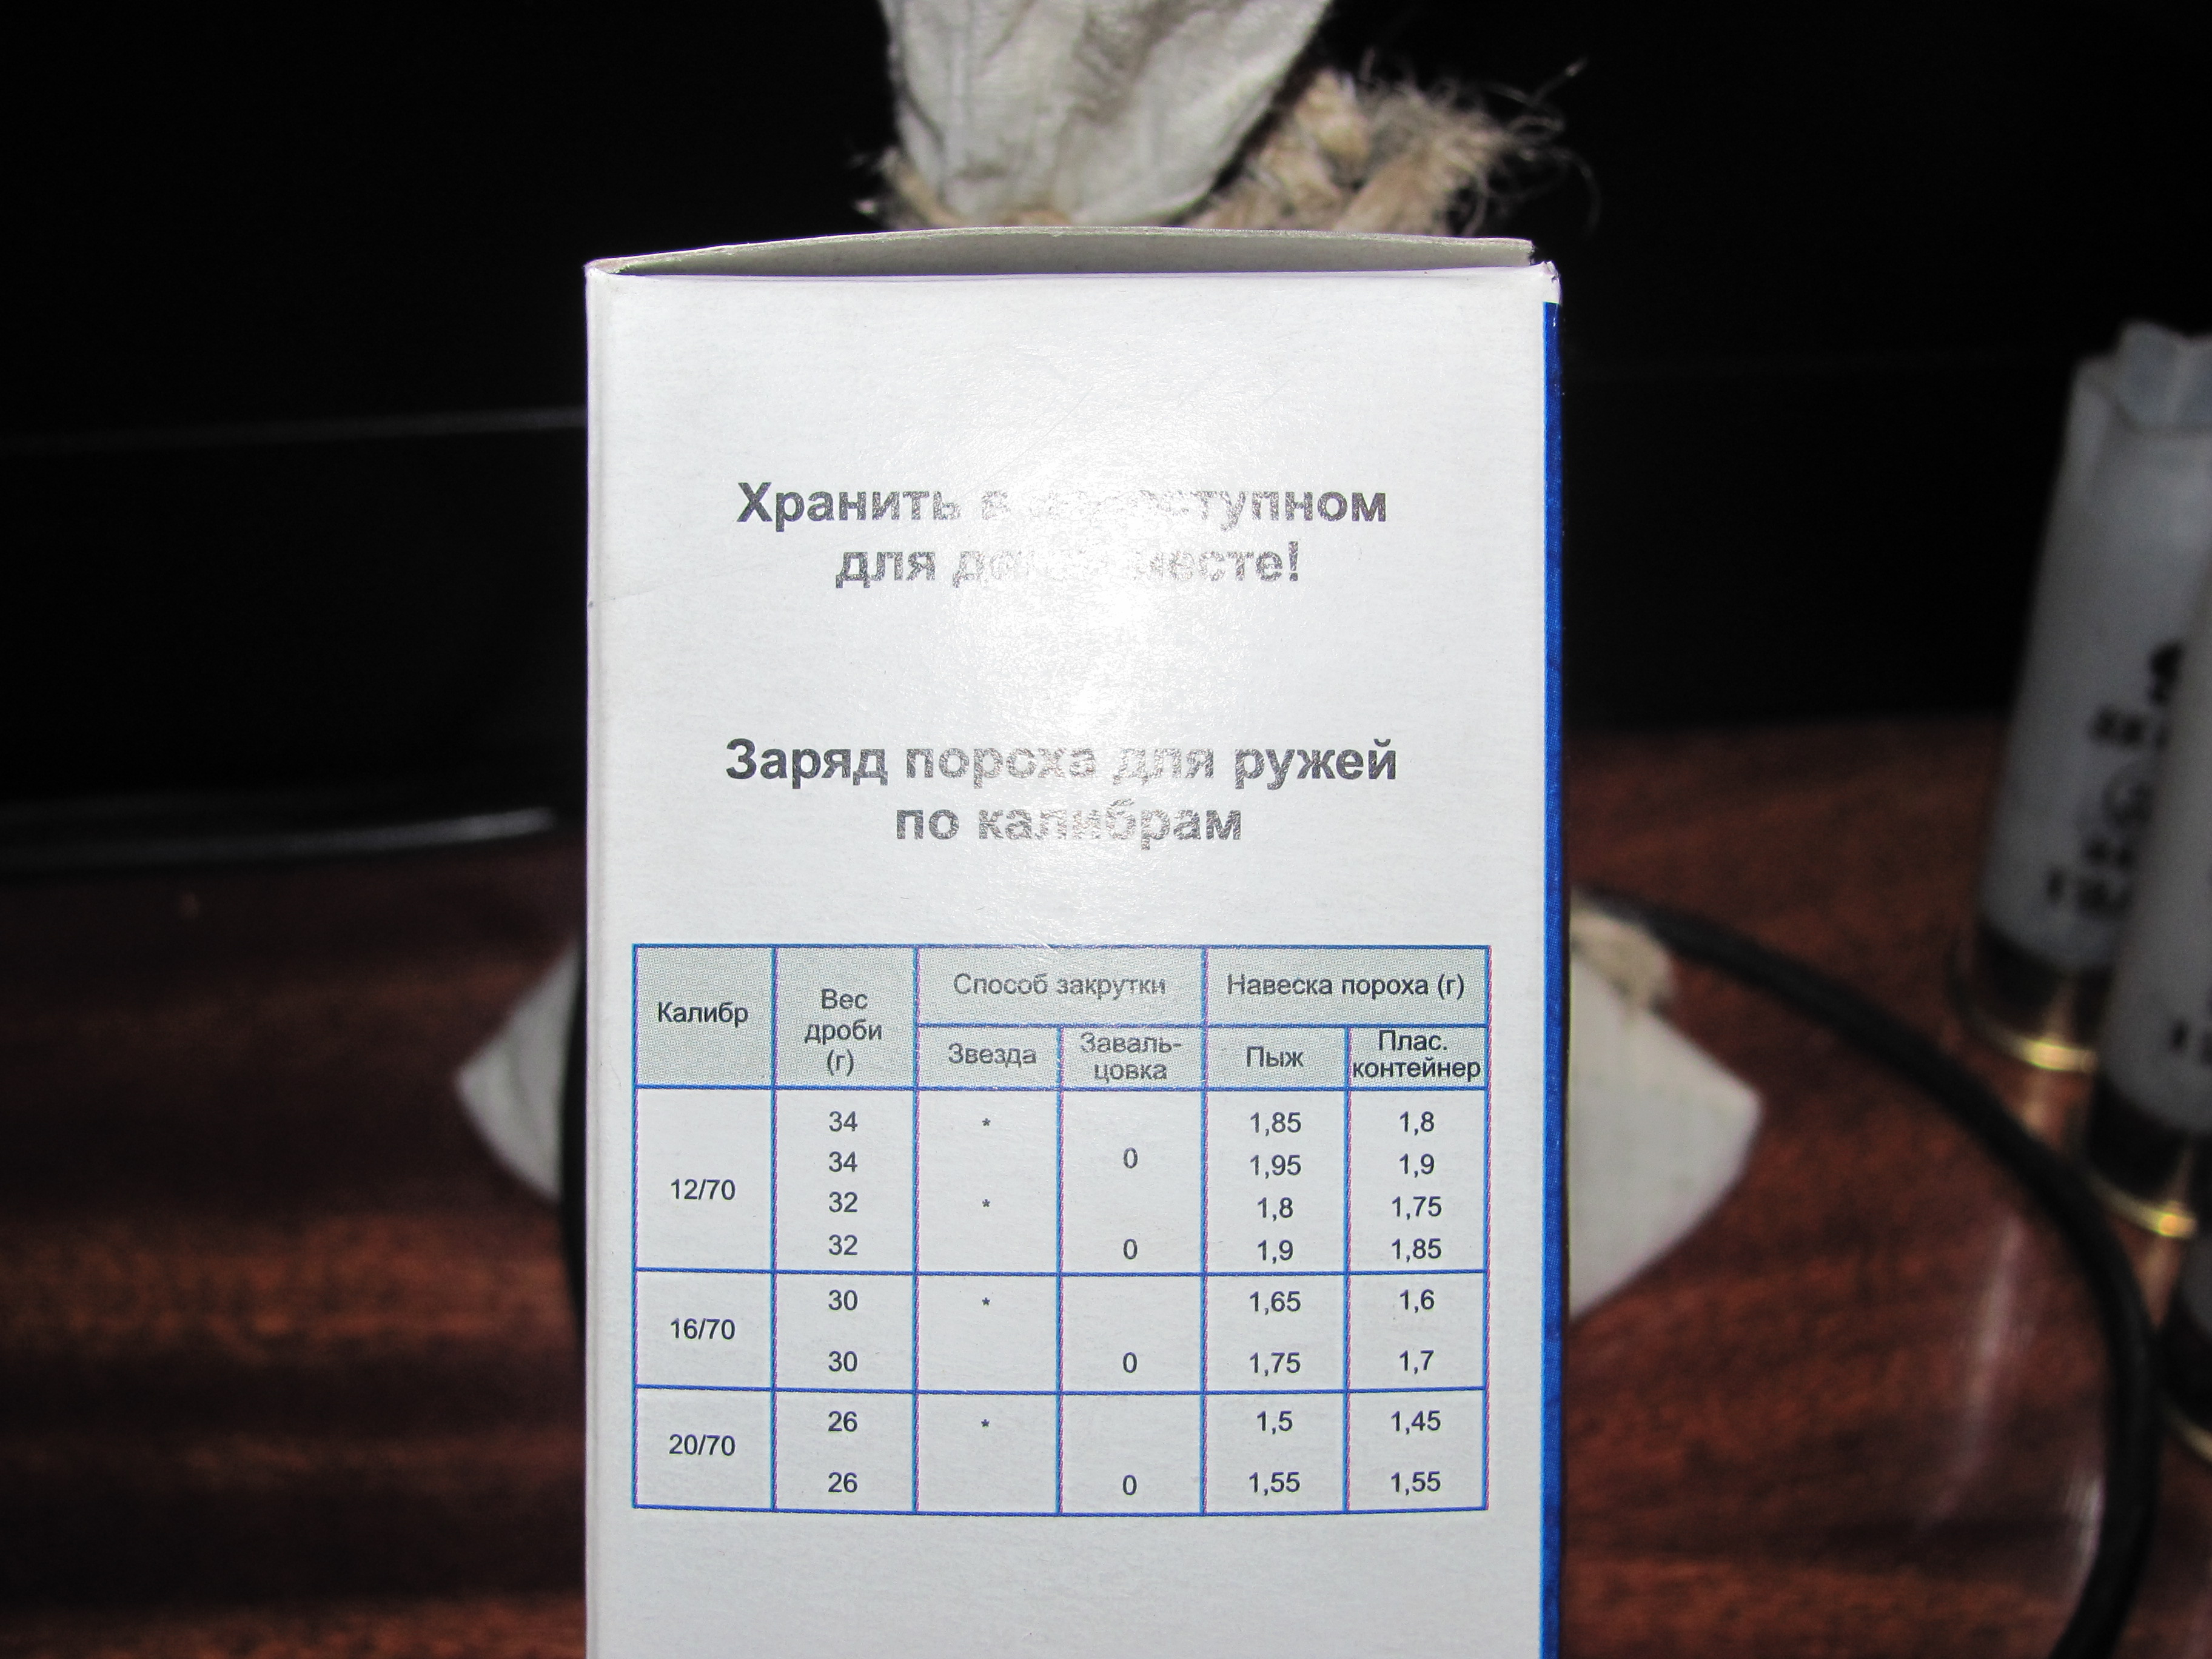 Хранить в недоступном
для детей месте!
Заряд пороха для ружей
по калибрам
Калибр Вес дроби (г) Способ закрутки Навеска пороха (г)
Звезда Заваль-цовка Пыж Плас. контейнер
12/70
34 * 1,85 1,8
34 0 1,95 1,9
32 * 1,8 1,75
32 0 1,9 1,85
16/70
30 * 1,65 1,6
30 0 1,75 1,7
20/70
26 * 1,5 1,45
26 0 1,55 1,55